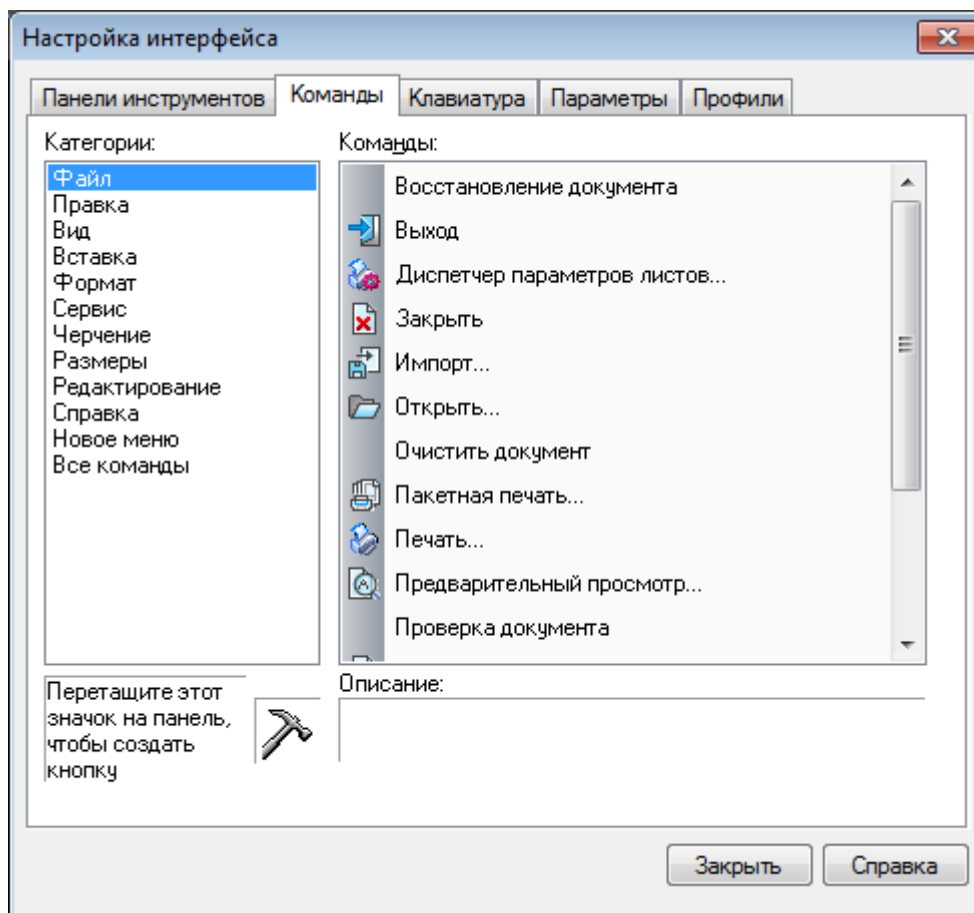 Настройка интерфейса
Панели инструментов Команды Клавиатура Параметры Профили
Категории:
Файл
Правка
Вид
Вставка
Формат
Сервис
Черчение
Размеры
Редактирование
Справка
Новое меню
Все команды
Команды:
Восстановление документа
Выход
Диспетчер параметров листов...
Закрыть
Импорт...
Открыть...
Очистить документ
Пакетная печать...
Печать...
Предварительный просмотр...
Проверка документа
Перетащите этот
значок на панель,
чтобы создать
кнопку
Описание:
Закрыть Справка